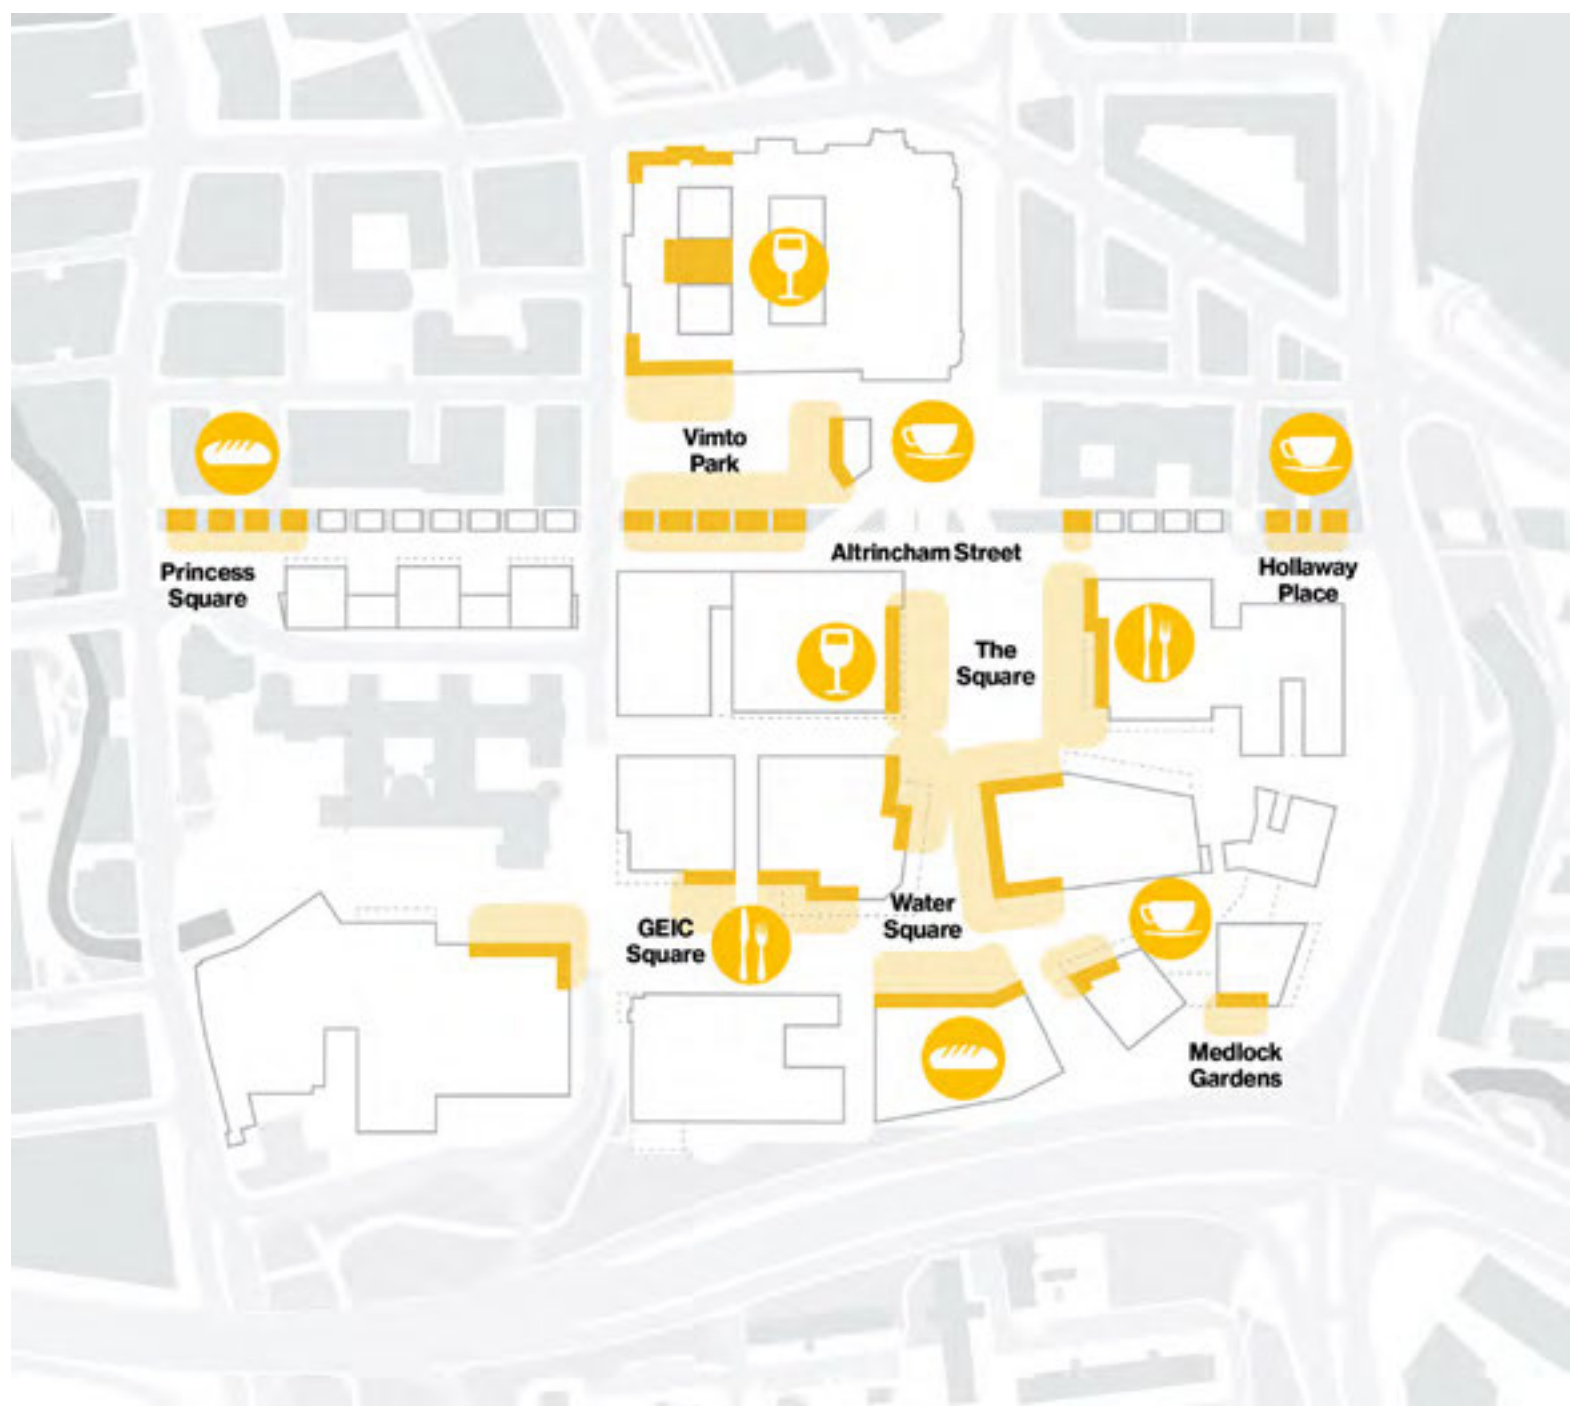 Vimto
Park
Altrincham Street
Princess
Square
Hollaway
Place
The
Square
Water
Square
GEIC
Square
Medlock
Gardens